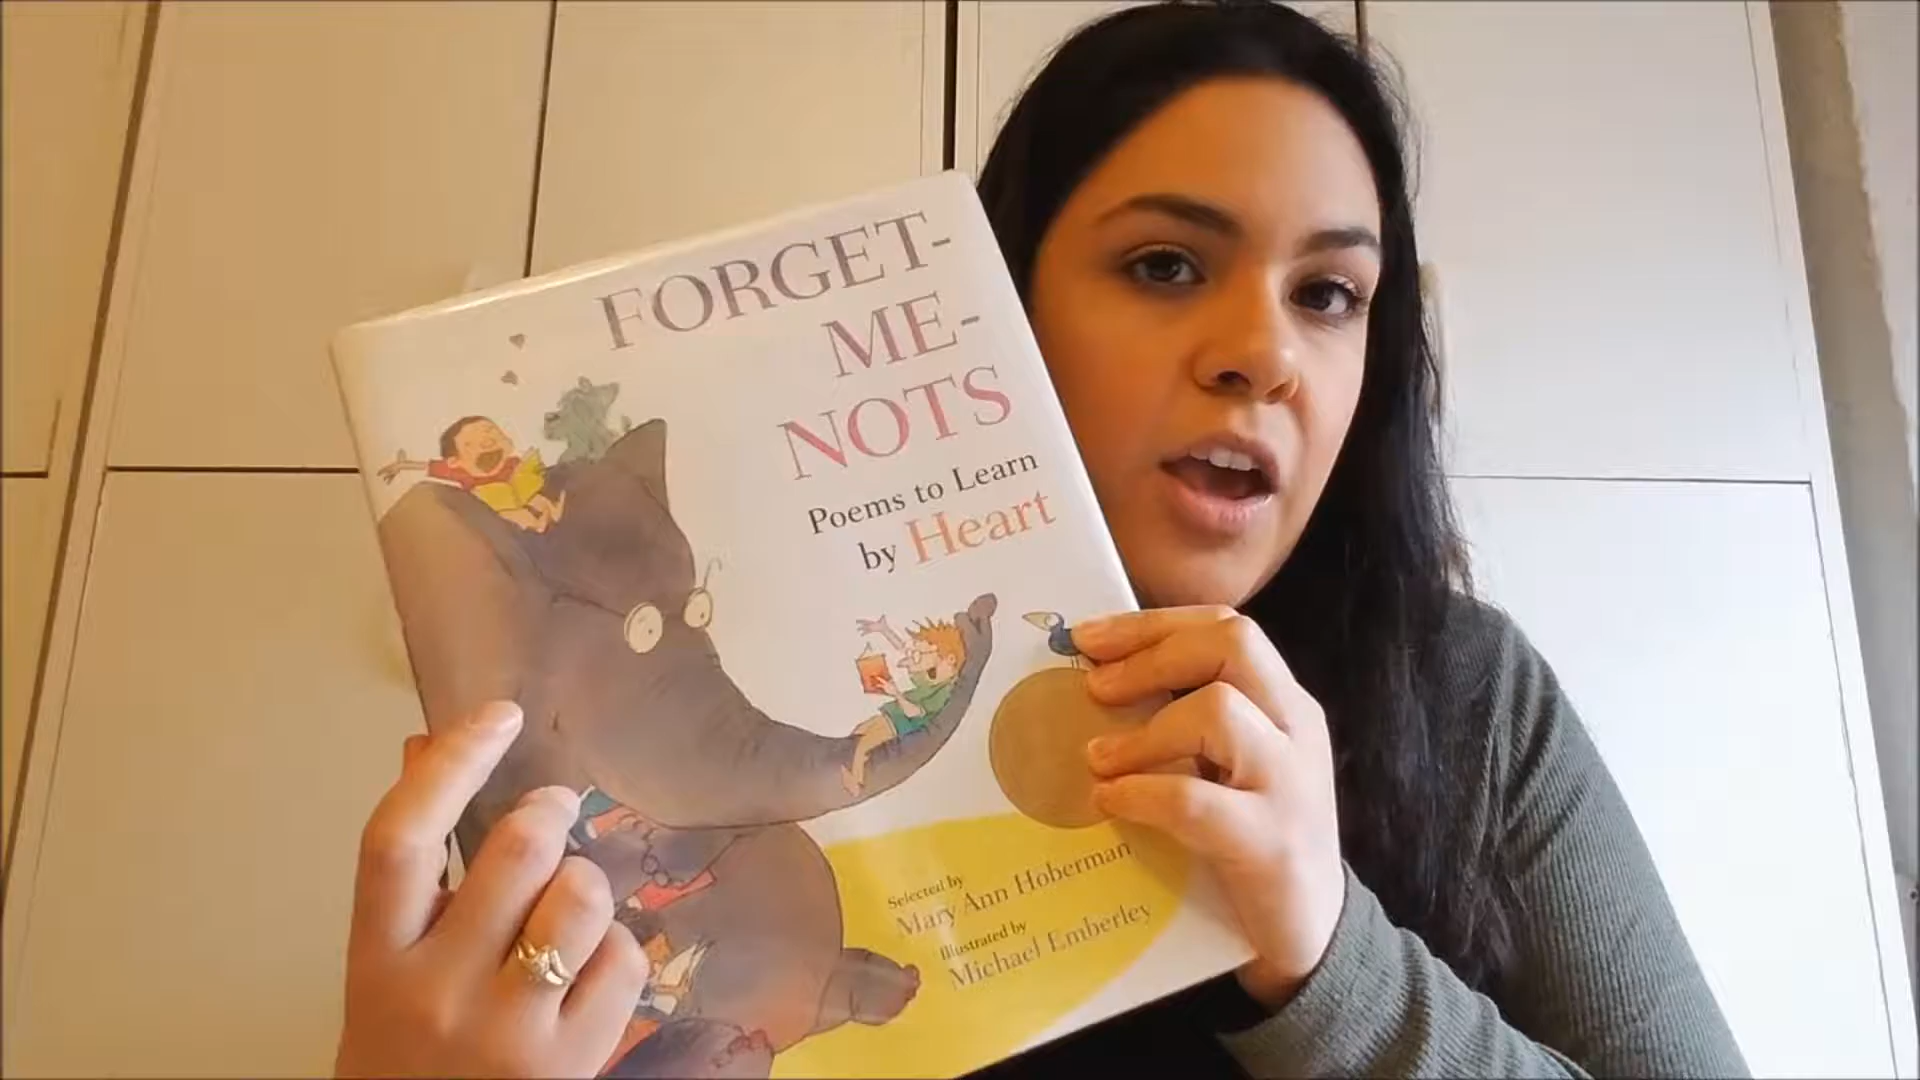 FORGET-
ME-
NOTS
Poems to Learn
by Heart
Selected by
Mary Ann Hoberman
Illustrated by
Michael Emberley